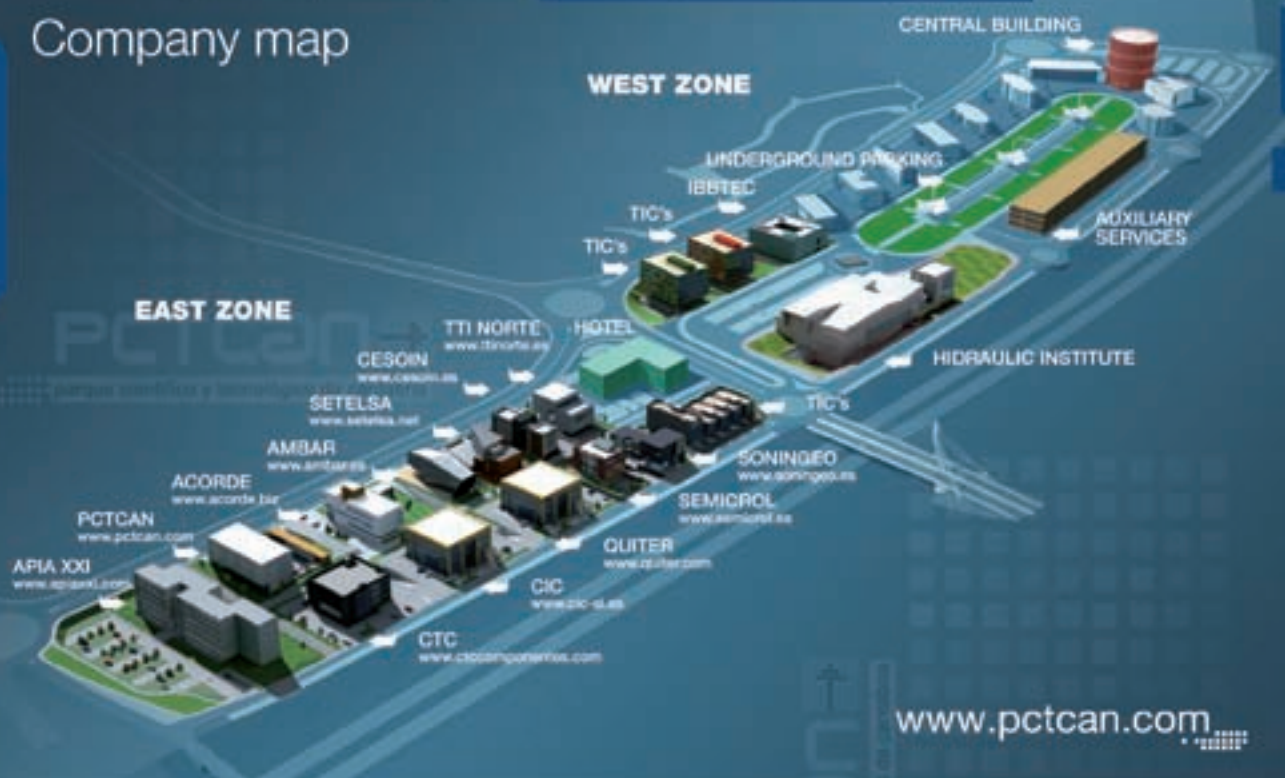 Company map
CENTRAL BUILDING
WEST ZONE
UNDERGROUND PARKING
IBBTEC
TIC's
TIC's
AUXILIARY
SERVICES
HIDRAULIC INSTITUTE
EAST ZONE
PCTCan
TTI NORTE
www.ttinorte.es
HOTEL
CESOIN
www.cesoin.es
SETELSA
www.setelsa.net
AMBAR
www.ambar.es
ACORDE
www.acorde.biz
PCTCAN
www.pctcan.com
APIA XXI
www.apiaxxi.com
TIC's
SONINGEO
www.soningeo.es
SEMICROL
www.semicrol.es
QUITER
www.quiter.com
CIC
www.cic-sl.es
CTC
www.ctccomponentes.com
www.pctcan.com